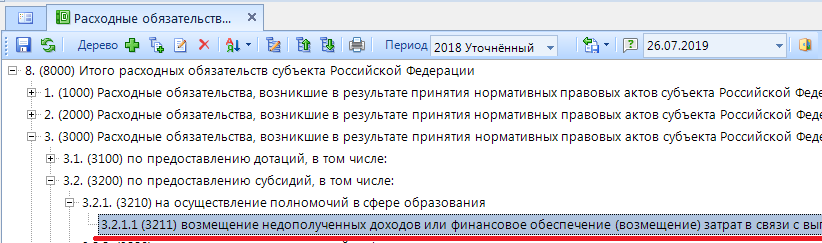 Расходные обязательств...
Дерево
Период
2018 Уточнённый
26.07.2019
8. (8000) Итого расходных обязательств субъекта Российской Федерации
1. (1000) Расходные обязательства, возникшие в результате принятия нормативных правовых актов субъекта Российской Феде
2. (2000) Расходные обязательства, возникшие в результате принятия нормативных правовых актов субъекта Российской Феде
3. (3000) Расходные обязательства, возникшие в результате принятия нормативных правовых актов субъекта Российской Феде
3.1. (3100) по предоставлению дотаций, в том числе:
3.2. (3200) по предоставлению субсидий, в том числе:
3.2.1. (3210) на осуществление полномочий в сфере образования
3.2.1.1 (3211) возмещение недополученных доходов или финансовое обеспечение (возмещение) затрат в связи с вып